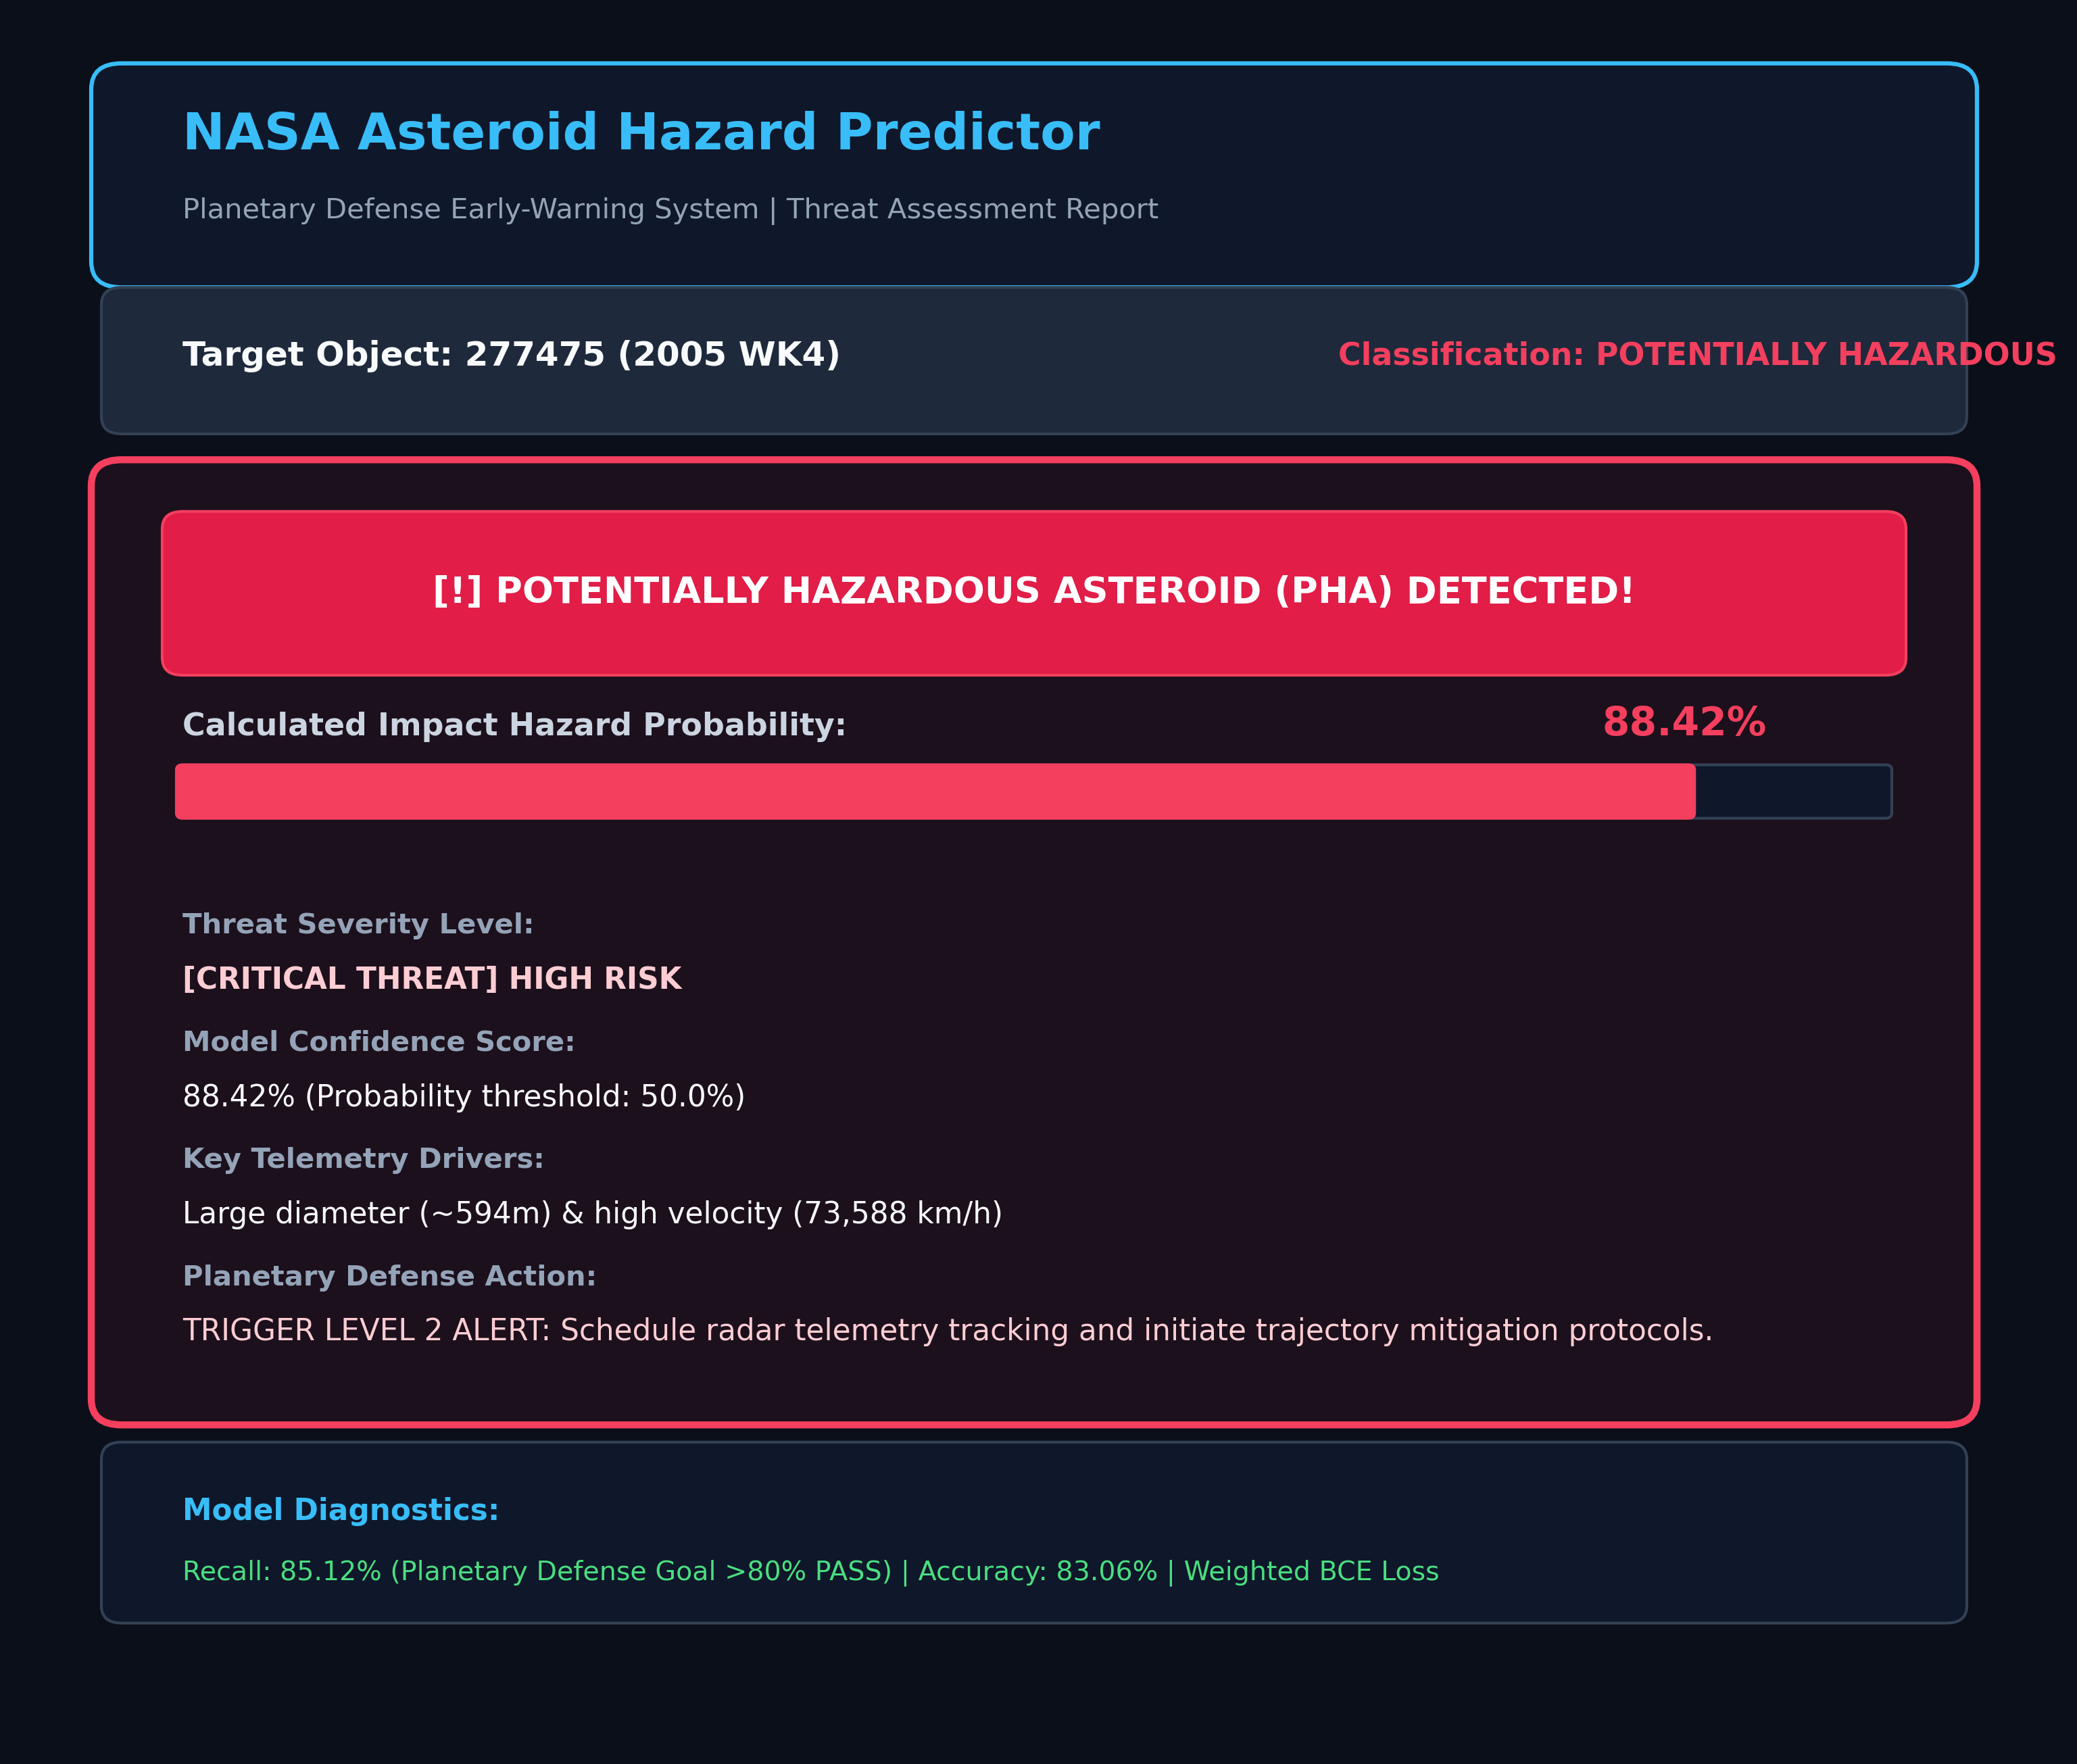 NASA Asteroid Hazard Predictor
Planetary Defense Early-Warning System | Threat Assessment Report
Target Object: 277475 (2005 WK4)
Classification: POTENTIALLY HAZARDOUS
[!] POTENTIALLY HAZARDOUS ASTEROID (PHA) DETECTED!
Calculated Impact Hazard Probability:
88.42%
Threat Severity Level:
[CRITICAL THREAT] HIGH RISK
Model Confidence Score:
88.42% (Probability threshold: 50.0%)
Key Telemetry Drivers:
Large diameter (~594m) & high velocity (73,588 km/h)
Planetary Defense Action:
TRIGGER LEVEL 2 ALERT: Schedule radar telemetry tracking and initiate trajectory mitigation protocols.
Model Diagnostics:
Recall: 85.12% (Planetary Defense Goal >80% PASS) | Accuracy: 83.06% | Weighted BCE Loss